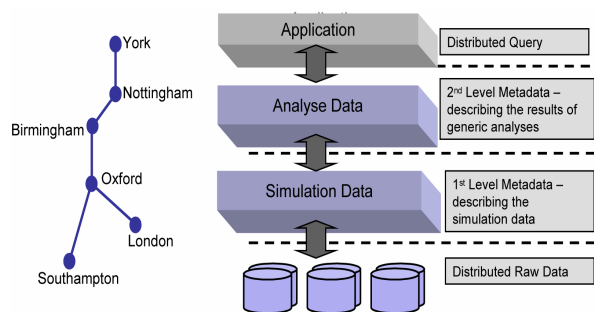 York
Nottingham
Birmingham
Oxford
London
Southampton
Application
Analyse Data
Simulation Data
Distributed Query
2nd Level Metadata –
describing the results of
generic analyses
1st Level Metadata –
describing the
simulation data
Distributed Raw Data